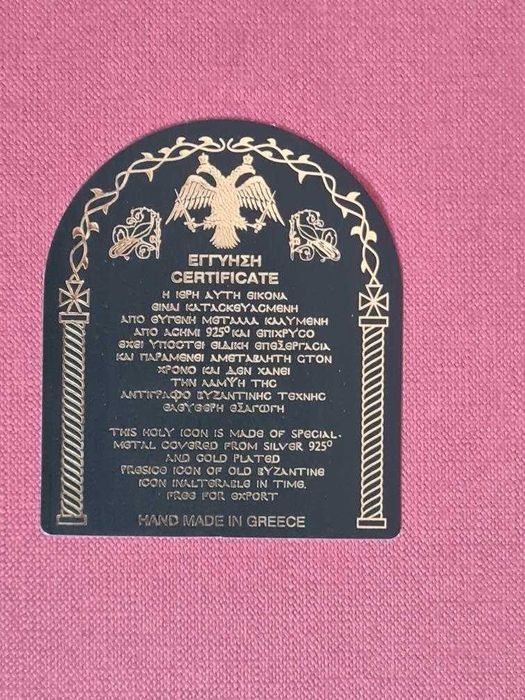 ΕΓΓΥΗΣΗ
CERTIFICATE
Η ΙΕΡΗ ΑΥΤΗ ΕΙΚΟΝΑ
ΕΙΝΑΙ ΚΑΤΑΣΚΕΥΑΣΜΕΝΗ
ΑΠΟ ΕΥΓΕΝΗ ΜΕΤΑΛΛΑ ΚΑΛΥΜΕΝΗ
ΑΠΟ ΑΣΗΜΙ 925⁰ ΚΑΙ ΕΠΙΧΡΥΣΟ
ΕΧΕΙ ΥΠΟΣΤΕΙ ΕΙΔΙΚΗ ΕΠΕΞΕΡΓΑΣΙΑ
ΚΑΙ ΠΑΡΑΜΕΝΕΙ ΑΜΕΤΑΒΛΗΤΗ ΣΤΟΝ
ΧΡΟΝΟ ΚΑΙ ΔΕΝ ΧΑΝΕΙ
ΤΗΝ ΛΑΜΨΗ ΤΗΣ
ΑΝΤΙΓΡΑΦΟ ΒΥΖΑΝΤΙΝΗΣ ΤΕΧΝΗΣ
ΕΛΕΥΘΕΡΗ ΕΞΑΓΩΓΗ
THIS HOLY ICON IS MADE OF SPECIAL·
METAL COVERED FROM SILVER 925⁰
AND GOLD PLATED
PRESICE ICON OF OLD BYZANTINE
ICON INALTERABLE IN TIME.
FREE FOR EXPORT
HAND MADE IN GREECE